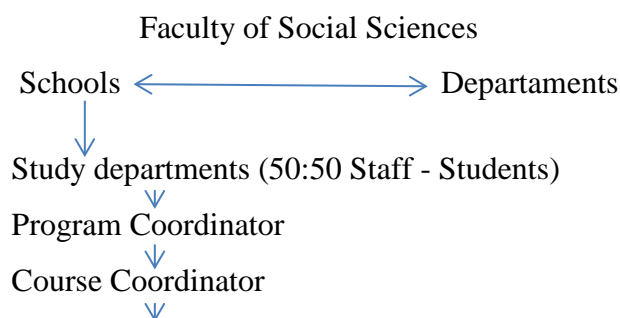 Faculty of Social Sciences
Schools Departaments
Study departments (50:50 Staff - Students)
Program Coordinator
Course Coordinator